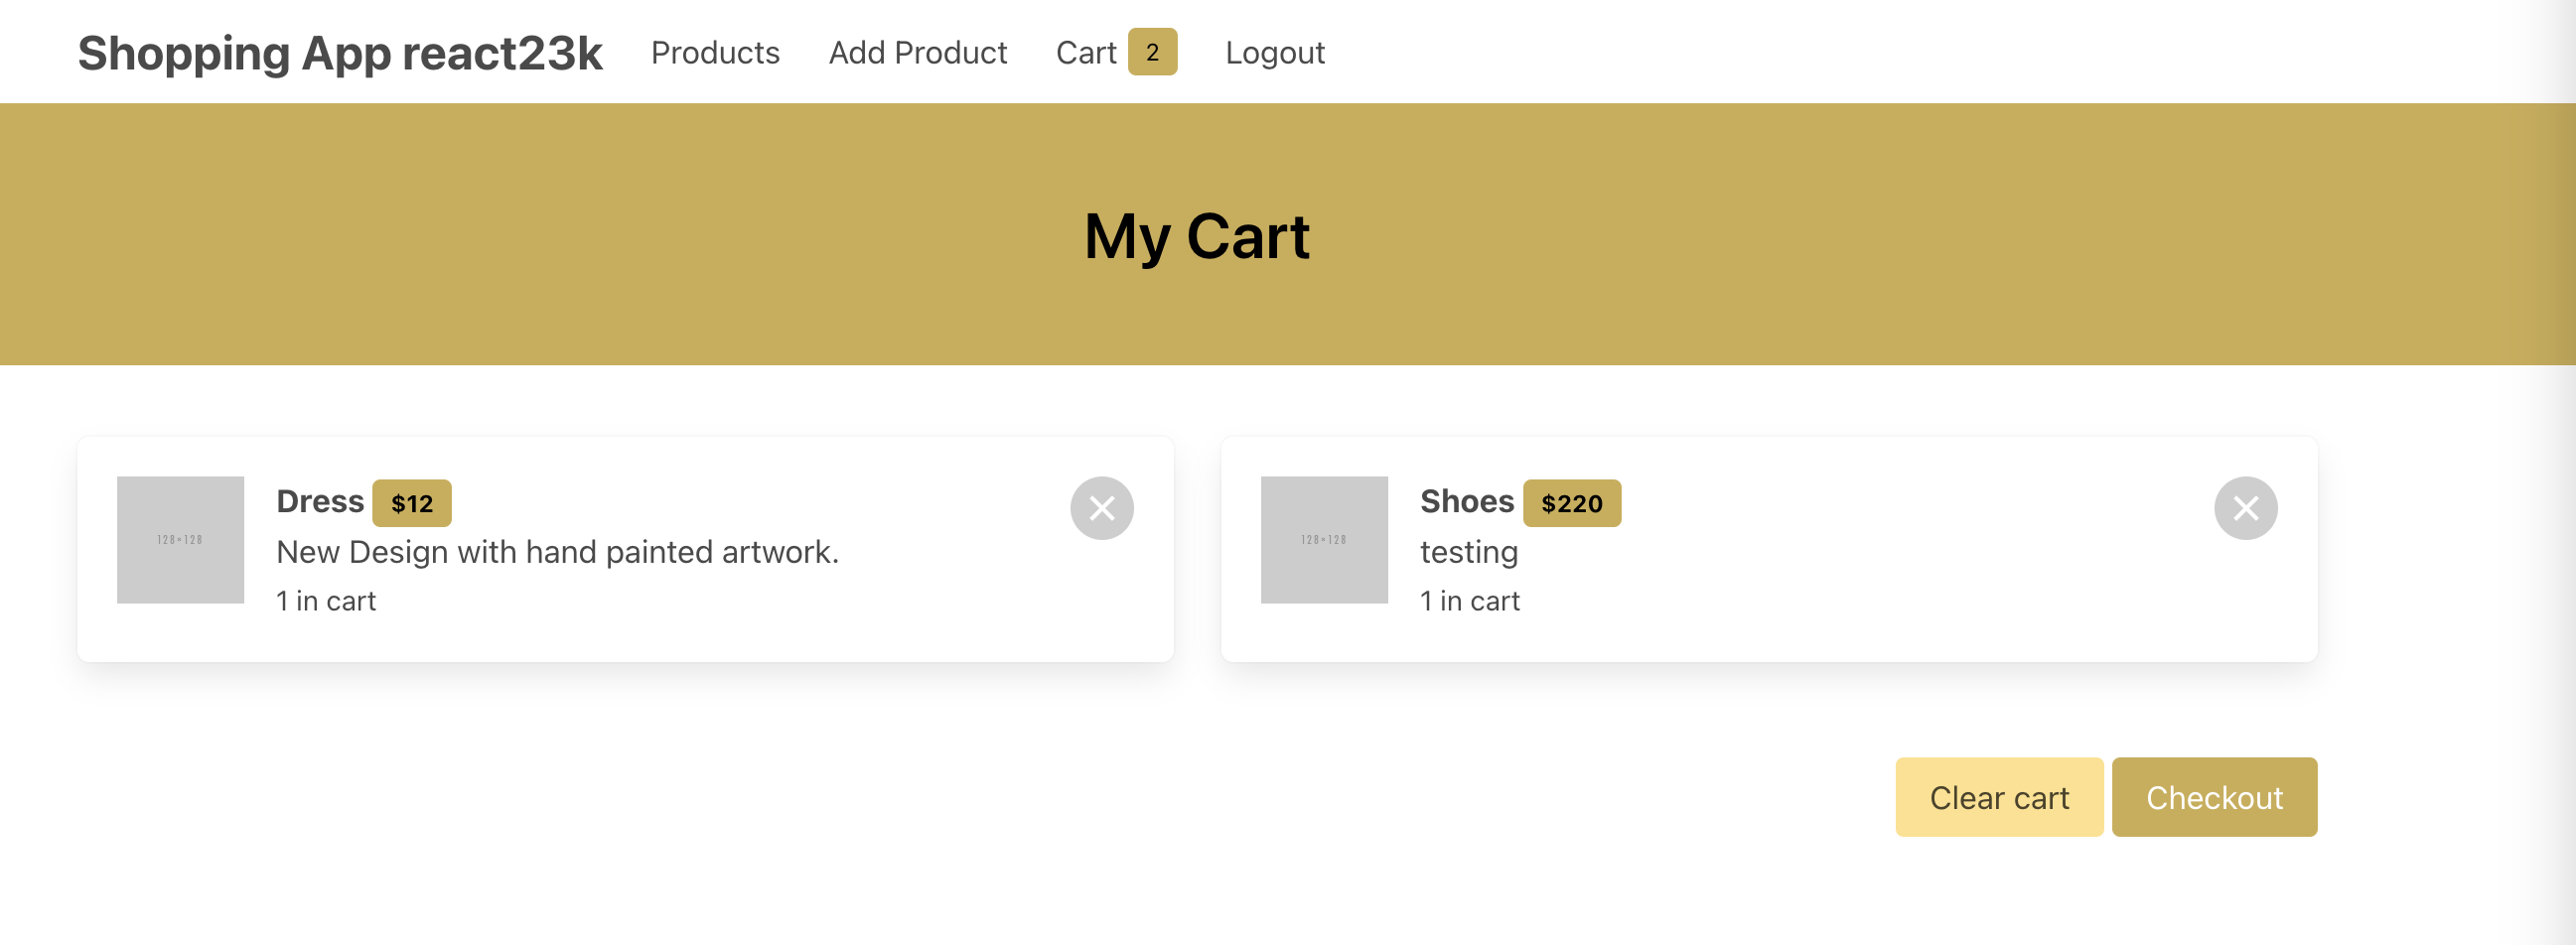 Shopping App react23k Products Add Product Cart 2 Logout
My Cart
Dress $12
New Design with hand painted artwork.
1 in cart
128×128
Shoes $220
testing
1 in cart
128×128
Clear cart Checkout